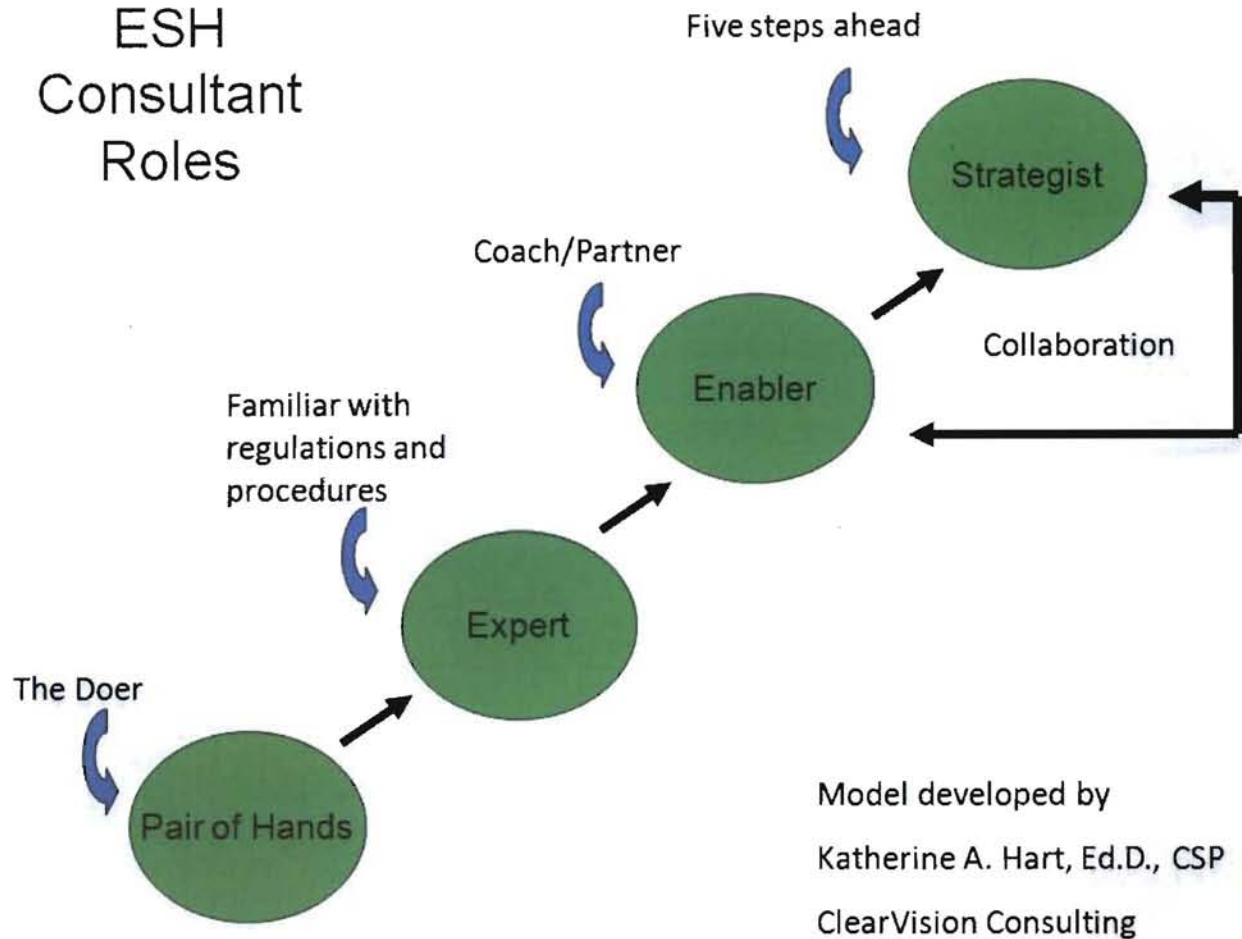 ESH
Consultant
Roles
Five steps ahead
Strategist
Coach/Partner
Enabler
Collaboration
Familiar with
regulations and
procedures
Expert
The Doer
Pair of Hands
Model developed by
Katherine A. Hart, Ed.D., CSP
ClearVision Consulting